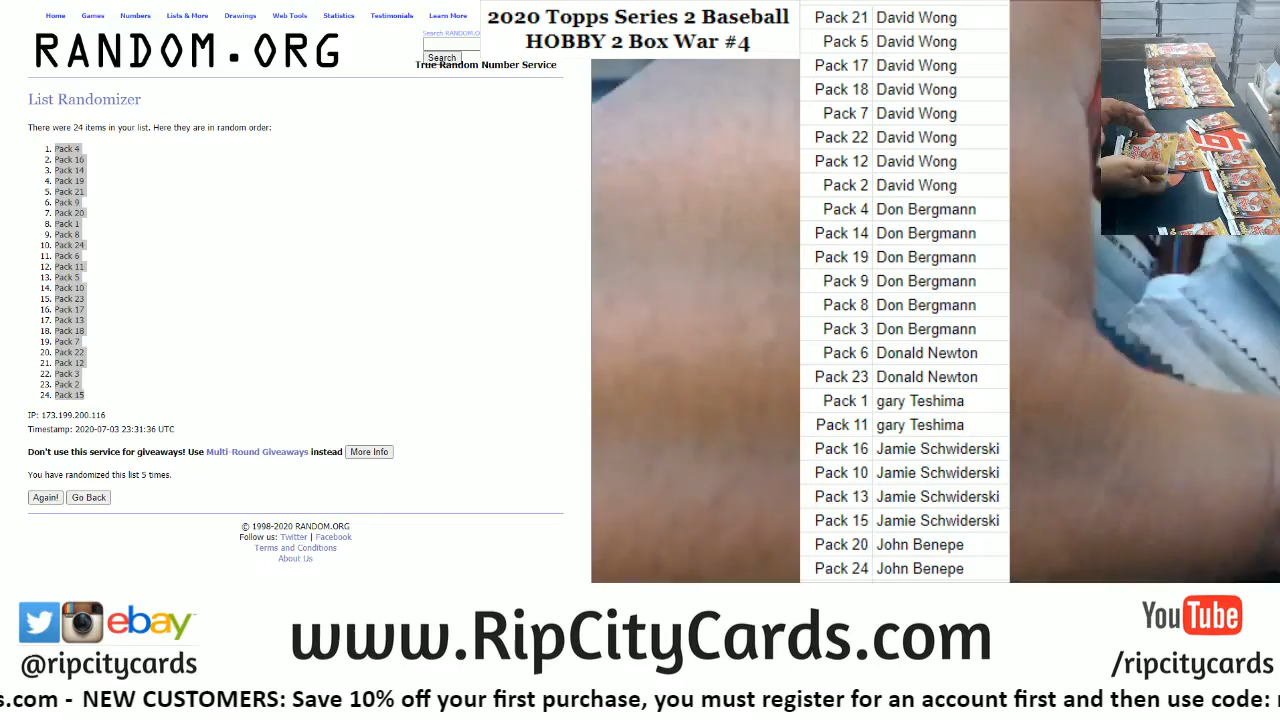 Home Games Numbers Lists & More Drawings Web Tools Statistics Testimonials Learn More
RANDOM.ORG
Search RANDOM.O
Search
True Random Number Service
List Randomizer
There were 24 items in your list. Here they are in random order:
1. Pack 4
2. Pack 16
3. Pack 14
4. Pack 19
5. Pack 21
6. Pack 9
7. Pack 20
8. Pack 1
9. Pack 8
10. Pack 24
11. Pack 6
12. Pack 11
13. Pack 5
14. Pack 10
15. Pack 23
16. Pack 17
17. Pack 13
18. Pack 18
19. Pack 7
20. Pack 22
21. Pack 12
22. Pack 3
23. Pack 2
24. Pack 15
IP: 173.199.200.116
Timestamp: 2020-07-03 23:31:36 UTC
Don't use this service for giveaways! Use Multi-Round Giveaways instead More Info
You have randomized this list 5 times.
Again! Go Back
© 1998-2020 RANDOM.ORG
Follow us: Twitter | Facebook
Terms and Conditions
About Us
2020 Topps Series 2 Baseball
HOBBY 2 Box War #4
Pack 21 David Wong
Pack 5 David Wong
Pack 17 David Wong
Pack 18 David Wong
Pack 7 David Wong
Pack 22 David Wong
Pack 12 David Wong
Pack 2 David Wong
Pack 4 Don Bergmann
Pack 14 Don Bergmann
Pack 19 Don Bergmann
Pack 9 Don Bergmann
Pack 8 Don Bergmann
Pack 3 Don Bergmann
Pack 6 Donald Newton
Pack 23 Donald Newton
Pack 1 gary Teshima
Pack 11 gary Teshima
Pack 16 Jamie Schwiderski
Pack 10 Jamie Schwiderski
Pack 13 Jamie Schwiderski
Pack 15 Jamie Schwiderski
Pack 20 John Benepe
Pack 24 John Benepe
ebay
@ripcitycards
www.RipCityCards.com
YouTube
/ripcitycards
s.com - NEW CUSTOMERS: Save 10% off your first purchase, you must register for an account first and then use code: